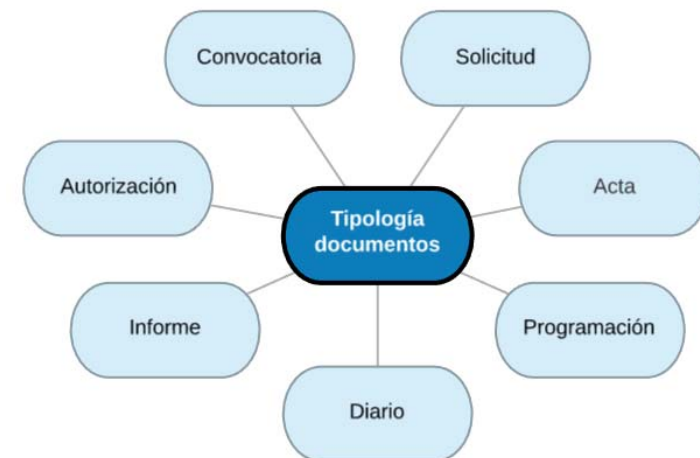 Convocatoria
Solicitud
Autorización
Acta
Tipología
documentos
Informe
Programación
Diario